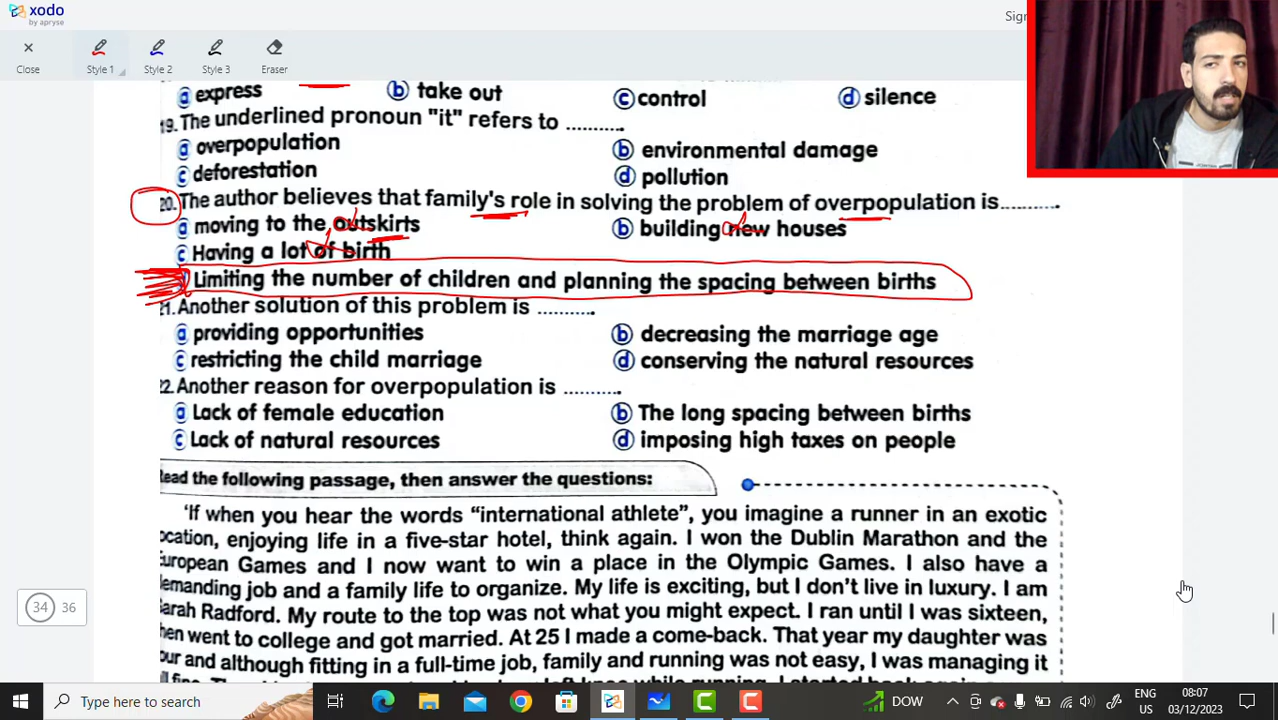 xodo
by apryse
Sign
Close
Style 1
Style 2
Style 3
Eraser
a express
b take out
c control
d silence
19. The underlined pronoun "it" refers to ..........
a overpopulation
b environmental damage
c deforestation
d pollution
20. The author believes that family's role in solving the problem of overpopulation is...........
a moving to the outskirts
b building new houses
c Having a lot of birth
Limiting the number of children and planning the spacing between births
21. Another solution of this problem is ..........
a providing opportunities
b decreasing the marriage age
c restricting the child marriage
d conserving the natural resources
22. Another reason for overpopulation is ..........
a Lack of female education
b The long spacing between births
c Lack of natural resources
d imposing high taxes on people
Read the following passage, then answer the questions:
'If when you hear the words "international athlete", you imagine a runner in an exotic
location, enjoying life in a five-star hotel, think again. I won the Dublin Marathon and the
European Games and I now want to win a place in the Olympic Games. I also have a
demanding job and a family life to organize. My life is exciting, but I don't live in luxury. I am
Sarah Radford. My route to the top was not what you might expect. I ran until I was sixteen,
then went to college and got married. At 25 I made a come-back. That year my daughter was
four and although fitting in a full-time job, family and running was not easy, I was managing it
34 36
Type here to search
DOW
ENG
US
08:07
03/12/2023